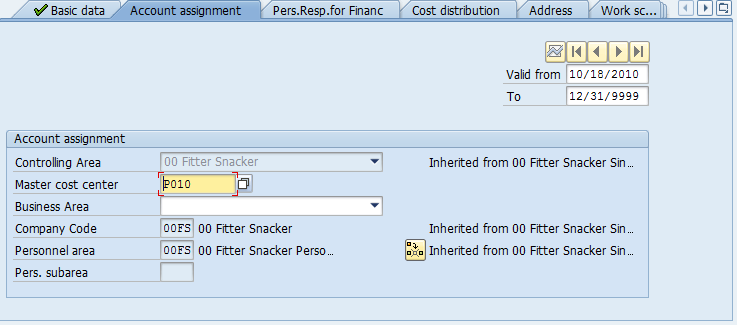 Basic data Account assignment Pers.Resp.for Financ Cost distribution Address Work sc...
Valid from 10/18/2010
To 12/31/9999
Account assignment
Controlling Area 00 Fitter Snacker Inherited from 00 Fitter Snacker Sin...
Master cost center P010
Business Area
Company Code 00FS 00 Fitter Snacker Inherited from 00 Fitter Snacker Sin...
Personnel area 00FS 00 Fitter Snacker Perso... Inherited from 00 Fitter Snacker Sin...
Pers. subarea